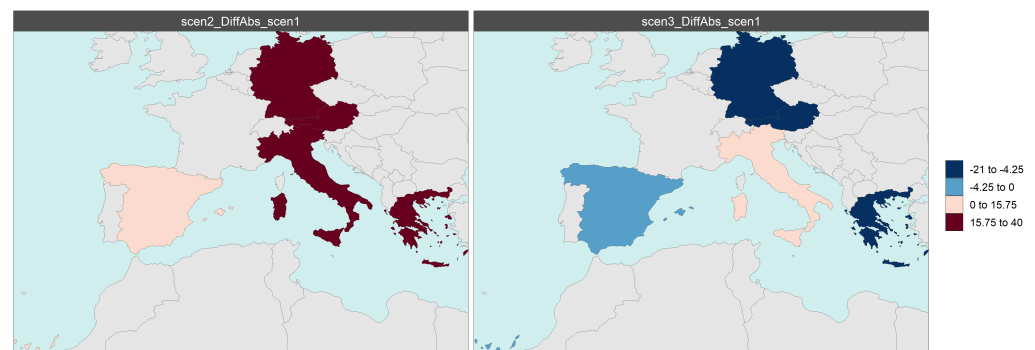 scen2_DiffAbs_scen1
scen3_DiffAbs_scen1
-21 to -4.25
-4.25 to 0
0 to 15.75
15.75 to 40